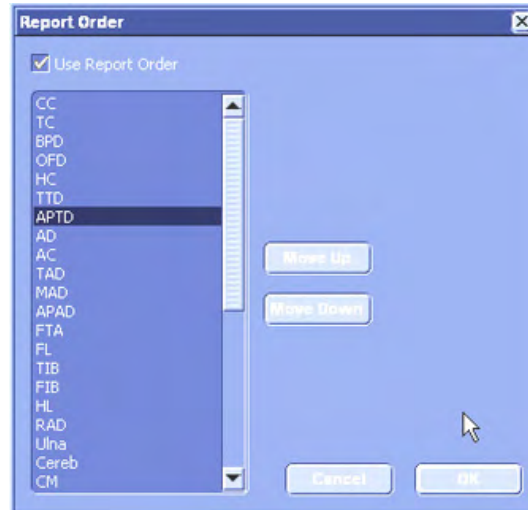 Report Order
Use Report Order
CC
TC
BPD
OFD
HC
TTD
APTD
AD
AC
TAD
MAD
APAD
FTA
FL
TIB
FIB
HL
RAD
Ulna
Cereb
CM
Move Up
Move Down
Cancel
OK